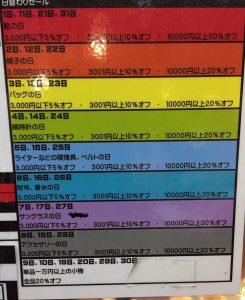 日替わりセール
1日、11日、21日、31日
靴の日
3,000円以下5%オフ ・ 3001円以上10%オフ ・ 10000円以上20%オフ
2日、12日、22日
帽子の日
3,000円以下5%オフ ・ 3001円以上10%オフ ・ 10000円以上20%オフ
3日、13日、23日
バッグの日
3,000円以下5%オフ ・ 3001円以上10%オフ ・ 10000円以上20%オフ
4日、14日、24日
腕時計の日
3,000円以下5%オフ ・ 3001円以上10%オフ ・ 10000円以上20%オフ
5日、15日、25日
ライターなどの喫煙具、ベルトの日
3,000円以下5%オフ ・ 3001円以上10%オフ ・ 10000円以上20%オフ
6日、16日、26日
財布、香水の日
3,000円以下5%オフ ・ 3001円以上10%オフ ・ 10000円以上20%オフ
7日、17日、27日
サングラスの日
3,000円以下5%オフ ・ 3001円以上10%オフ ・ 10000円以上20%オフ
8日、18日、28日
アクセサリーの日
3,000円以下5%オフ ・ 3001円以上10%オフ ・ 10000円以上20%オフ
9日、10日、19日、20日、29日、30日
単品一万円以上の小物
全品20%オフ